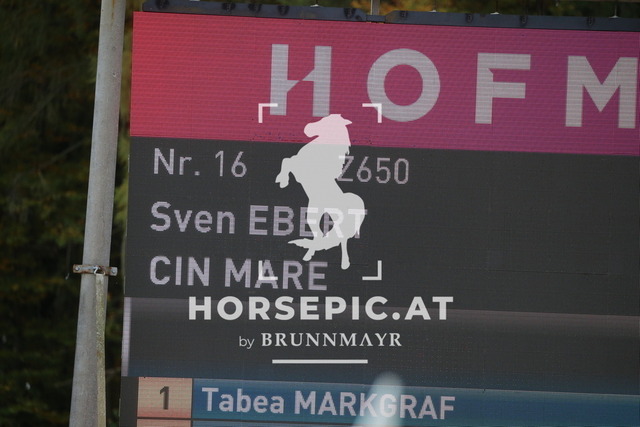 HOFM
Nr. 16 Z650
Sven EBERT
CIN MARE
HORSEPIC.AT
by BRUNNMAYR
1 Tabea MARKGRAF